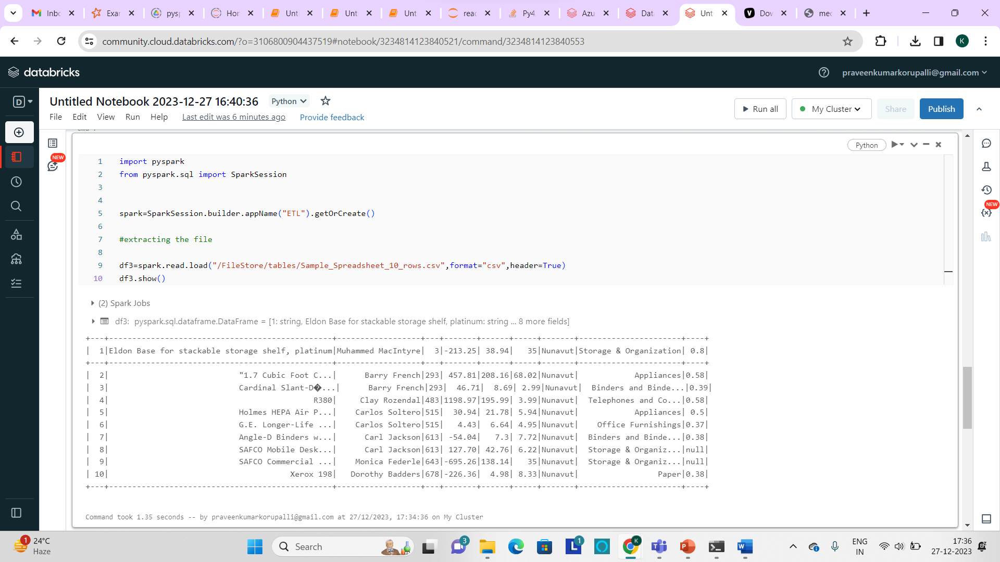 Inbo
Exar
pysp
Hor
Unt
Unt
Unt
reac
Py4
Azu
Dat
Unt
Dov
mec
community.cloud.databricks.com/?o=3106800904437519#notebook/3234814123840521/command/3234814123840553
K
databricks
praveenkumarkorupalli@gmail.com
D
Untitled Notebook 2023-12-27 16:40:36 Python
File Edit View Run Help Last edit was 6 minutes ago Provide feedback
Run all My Cluster Share Publish
NEW
NEW
Python
1 import pyspark
2 from pyspark.sql import SparkSession
3
4
5 spark=SparkSession.builder.appName("ETL").getOrCreate()
6
7 #extracting the file
8
9 df3=spark.read.load("/FileStore/tables/Sample_Spreadsheet_10_rows.csv",format="csv",header=True)
10 df3.show()
(2) Spark Jobs
df3: pyspark.sql.dataframe.DataFrame = [1: string, Eldon Base for stackable storage shelf, platinum: string ... 8 more fields]
+---+------------------------------------------------+------------------+---+-------+------+-----+-------+----------------------+----+
| 1|Eldon Base for stackable storage shelf, platinum|Muhammed MacIntyre| 3|-213.25| 38.94| 35|Nunavut|Storage & Organization| 0.8|
+---+------------------------------------------------+------------------+---+-------+------+-----+-------+----------------------+----+
| 2| "1.7 Cubic Foot C...| Barry French|293| 457.81|208.16|68.02|Nunavut| Appliances|0.58|
| 3| Cardinal Slant-D�...| Barry French|293| 46.71| 8.69| 2.99|Nunavut| Binders and Binde...|0.39|
| 4| R380| Clay Rozendal|483|1198.97|195.99| 3.99|Nunavut| Telephones and Co...|0.58|
| 5| Holmes HEPA Air P...| Carlos Soltero|515| 30.94| 21.78| 5.94|Nunavut| Appliances| 0.5|
| 6| G.E. Longer-Life ...| Carlos Soltero|515| 4.43| 6.64| 4.95|Nunavut| Office Furnishings|0.37|
| 7| Angle-D Binders w...| Carl Jackson|613| -54.04| 7.3| 7.72|Nunavut| Binders and Binde...|0.38|
| 8| SAFCO Mobile Desk...| Carl Jackson|613| 127.70| 42.76| 6.22|Nunavut| Storage & Organiz...|null|
| 9| SAFCO Commercial ...| Monica Federle|643|-695.26|138.14| 35|Nunavut| Storage & Organiz...|null|
| 10| Xerox 198| Dorothy Badders|678|-226.36| 4.98| 8.33|Nunavut| Paper|0.38|
+---+------------------------------------------------+------------------+---+-------+------+-----+-------+----------------------+----+
Command took 1.35 seconds -- by praveenkumarkorupalli@gmail.com at 27/12/2023, 17:34:36 on My Cluster
1
24°C
Haze
Search
3
1
K
ENG
IN
17:36
27-12-2023